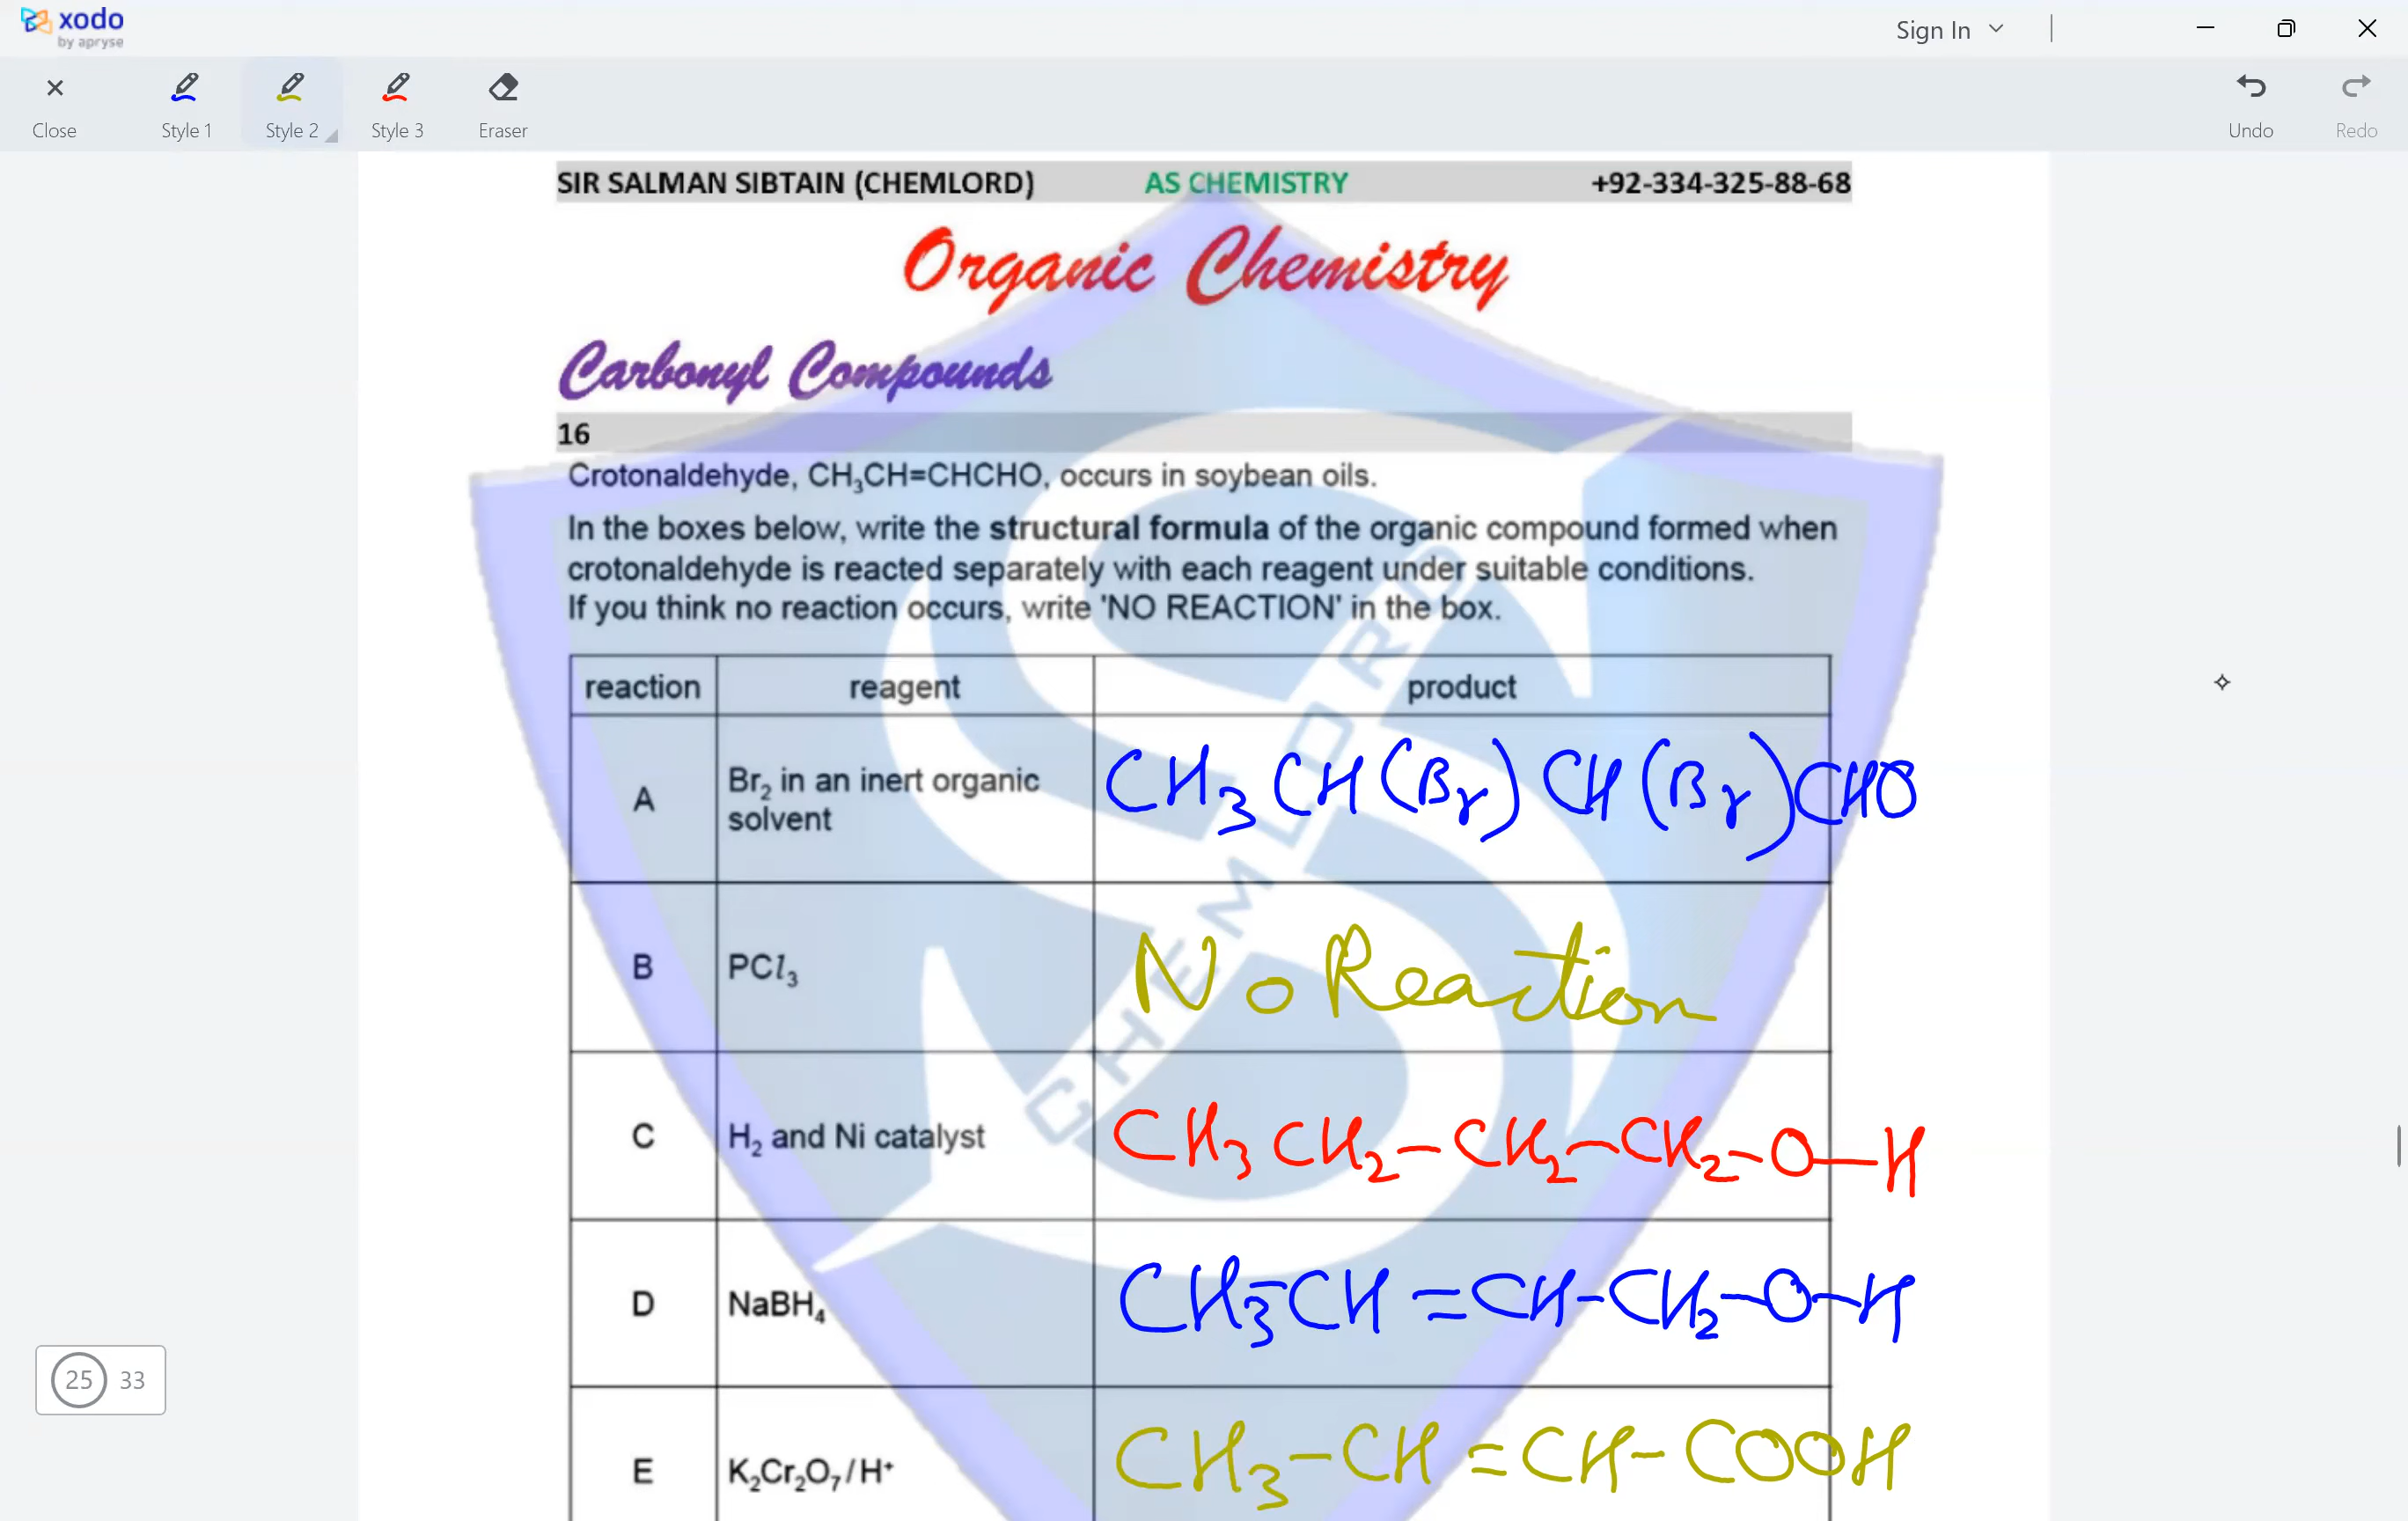 xodo
by apryse
Sign In
Close
Style 1
Style 2
Style 3
Eraser
Undo
Redo
SIR SALMAN SIBTAIN (CHEMLORD) AS CHEMISTRY +92-334-325-88-68
Organic Chemistry
Carbonyl Compounds
16
Crotonaldehyde, CH₃CH=CHCHO, occurs in soybean oils.
In the boxes below, write the structural formula of the organic compound formed when
crotonaldehyde is reacted separately with each reagent under suitable conditions.
If you think no reaction occurs, write 'NO REACTION' in the box.
reaction reagent product
A Br₂ in an inert organic solvent CH₃CH(Br)CH(Br)CHO
B PCl₃ No Reaction
C H₂ and Ni catalyst CH₃CH₂-CH₂-CH₂-O-H
D NaBH₄ CH₃-CH=CH-CH₂-O-H
E K₂Cr₂O₇/H⁺ CH₃-CH=CH-COOH
CHEMLORD
25 33